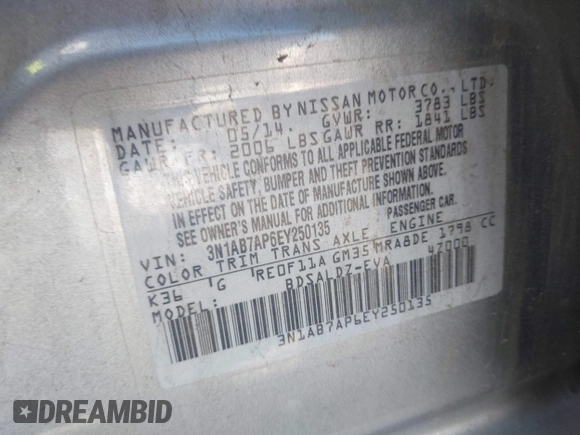 MANUFACTURED BY NISSAN MOTOR CO., LTD.
DATE: 05/14. GVWR: 3783 LBS
GAWR FR: 2006 LBS GAWR RR: 1841 LBS
THIS VEHICLE CONFORMS TO ALL APPLICABLE FEDERAL MOTOR
VEHICLE SAFETY, BUMPER AND THEFT PREVENTION STANDARDS
IN EFFECT ON THE DATE OF MANUFACTURE SHOWN ABOVE.
SEE OWNER'S MANUAL FOR ADDITIONAL INFORMATION.
VIN: 3N1AB7AP6EY250135 PASSENGER CAR.
COLOR TRIM TRANS AXLE ENGINE
K36 G RE0F11A GM35 MRA8DE 1798 CC
MODEL: BDSALDZ-EVA 47000
3N1AB7AP6EY250135
DREAMBID